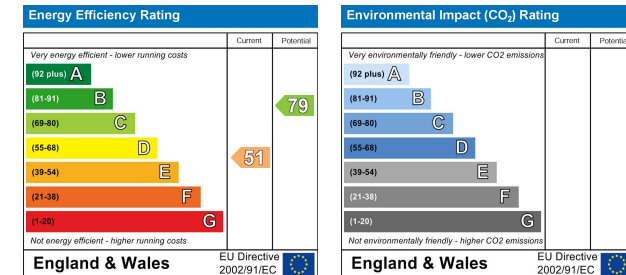 Energy Efficiency Rating
Current Potential
Very energy efficient - lower running costs
(92 plus) A
(81-91) B
(69-80) C
(55-68) D
(39-54) E
(21-38) F
(1-20) G
79
51
Not energy efficient - higher running costs
England & Wales
EU Directive
2002/91/EC
Environmental Impact (CO₂) Rating
Current Potential
Very environmentally friendly - lower CO2 emissions
(92 plus) A
(81-91) B
(69-80) C
(55-68) D
(39-54) E
(21-38) F
(1-20) G
Not environmentally friendly - higher CO2 emissions
England & Wales
EU Directive
2002/91/EC